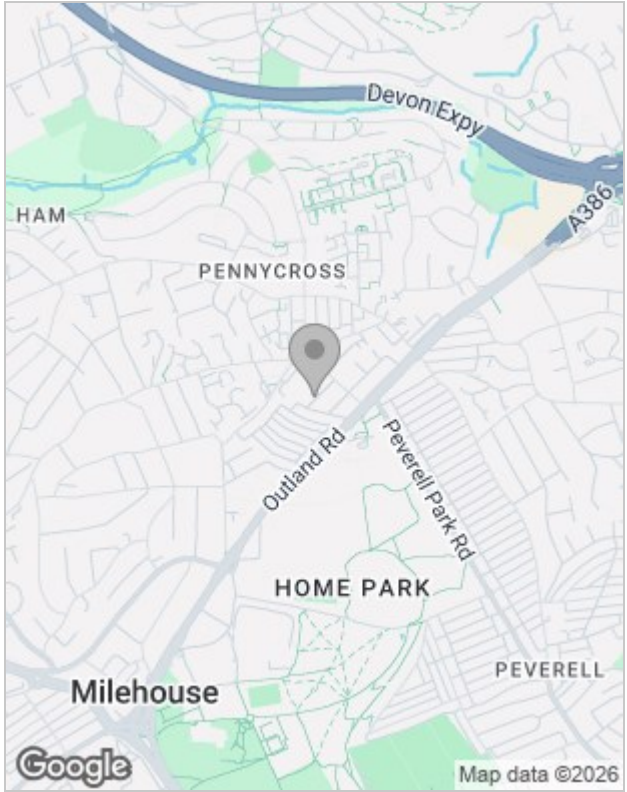 Devon Expy
A386
HAM
PENNYCROSS
Outland Rd
Peverell Park Rd
HOME PARK
PEVERELL
Milehouse
Google
Map data ©2026